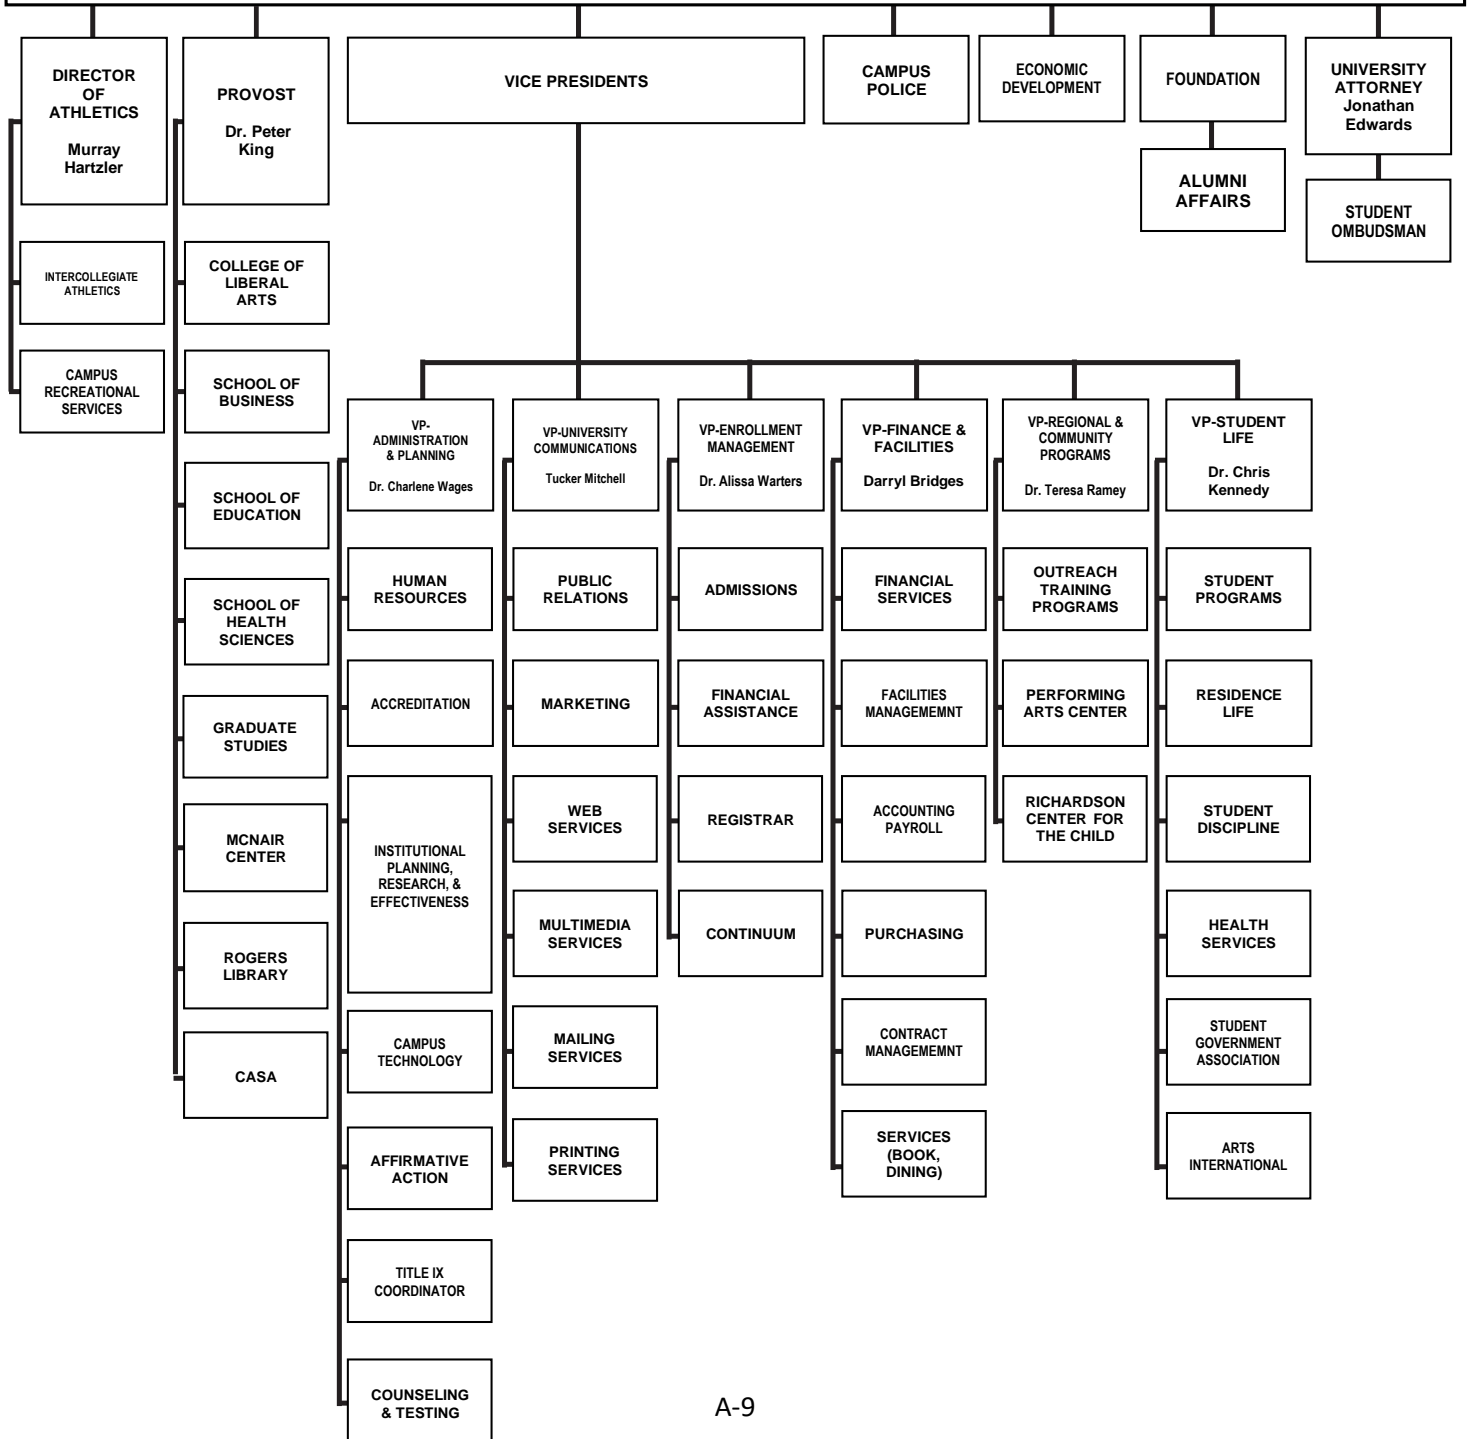 DIRECTOR
OF
ATHLETICS
Murray
Hartzler
PROVOST
Dr. Peter
King
VICE PRESIDENTS
CAMPUS
POLICE
ECONOMIC
DEVELOPMENT
FOUNDATION
UNIVERSITY
ATTORNEY
Jonathan
Edwards
ALUMNI
AFFAIRS
STUDENT
OMBUDSMAN
INTERCOLLEGIATE
ATHLETICS
CAMPUS
RECREATIONAL
SERVICES
COLLEGE OF
LIBERAL
ARTS
SCHOOL OF
BUSINESS
SCHOOL OF
EDUCATION
SCHOOL OF
HEALTH
SCIENCES
GRADUATE
STUDIES
MCNAIR
CENTER
ROGERS
LIBRARY
CASA
VP-
ADMINISTRATION
& PLANNING
Dr. Charlene Wages
HUMAN
RESOURCES
ACCREDITATION
INSTITUTIONAL
PLANNING,
RESEARCH, &
EFFECTIVENESS
CAMPUS
TECHNOLOGY
AFFIRMATIVE
ACTION
TITLE IX
COORDINATOR
COUNSELING
& TESTING
VP-UNIVERSITY
COMMUNICATIONS
Tucker Mitchell
PUBLIC
RELATIONS
MARKETING
WEB
SERVICES
MULTIMEDIA
SERVICES
MAILING
SERVICES
PRINTING
SERVICES
VP-ENROLLMENT
MANAGEMENT
Dr. Alissa Warters
ADMISSIONS
FINANCIAL
ASSISTANCE
REGISTRAR
CONTINUUM
VP-FINANCE &
FACILITIES
Darryl Bridges
FINANCIAL
SERVICES
FACILITIES
MANAGEMEMNT
ACCOUNTING
PAYROLL
PURCHASING
CONTRACT
MANAGEMEMNT
SERVICES
(BOOK,
DINING)
VP-REGIONAL &
COMMUNITY
PROGRAMS
Dr. Teresa Ramey
OUTREACH
TRAINING
PROGRAMS
PERFORMING
ARTS CENTER
RICHARDSON
CENTER FOR
THE CHILD
VP-STUDENT
LIFE
Dr. Chris
Kennedy
STUDENT
PROGRAMS
RESIDENCE
LIFE
STUDENT
DISCIPLINE
HEALTH
SERVICES
STUDENT
GOVERNMENT
ASSOCIATION
ARTS
INTERNATIONAL
A-9